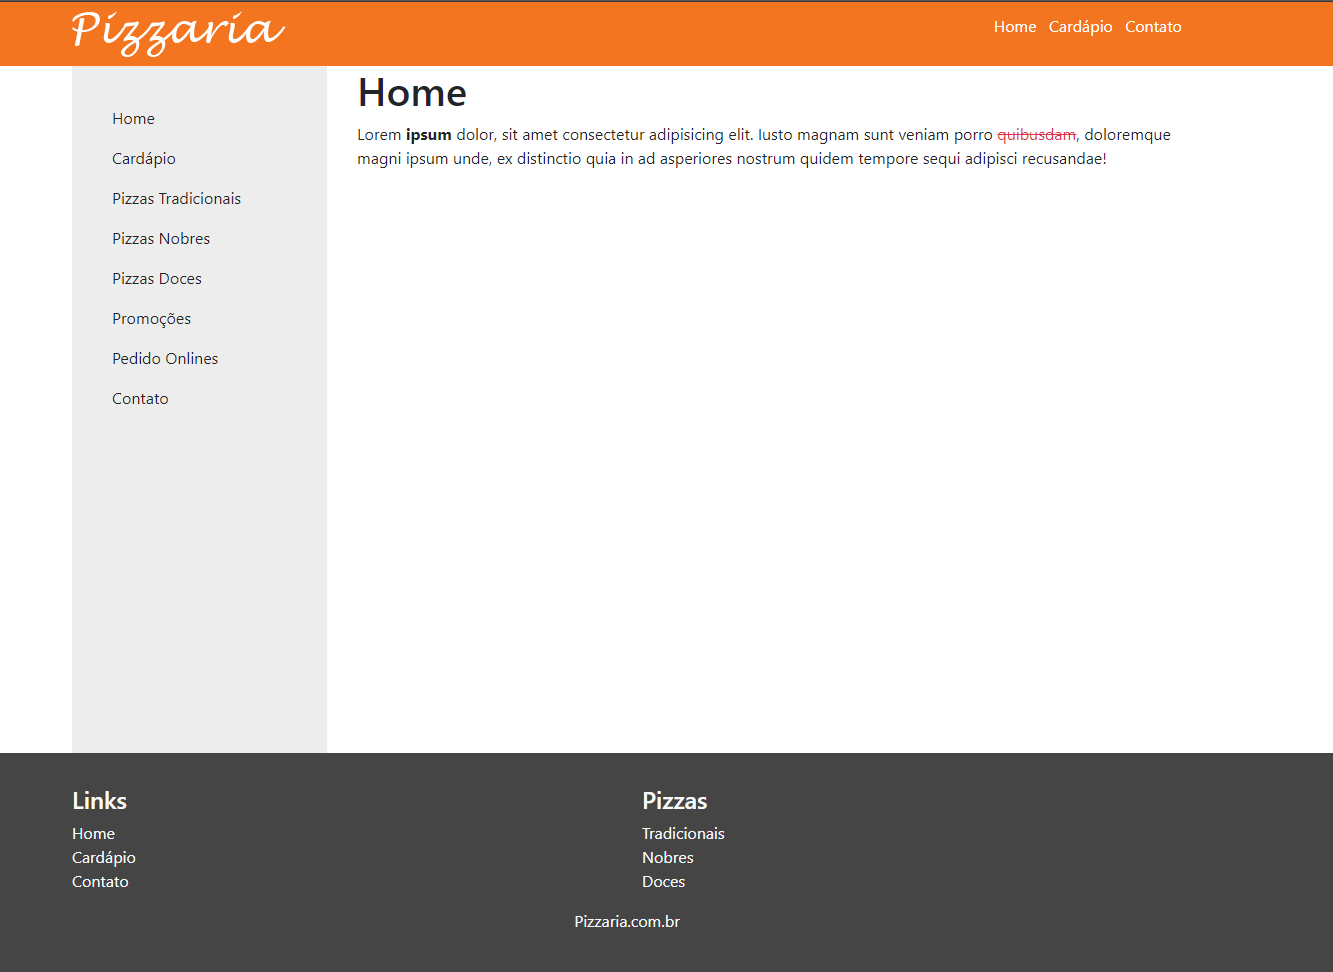 Pizzaria
Home Cardápio Contato
Home
Cardápio
Pizzas Tradicionais
Pizzas Nobres
Pizzas Doces
Promoções
Pedido Onlines
Contato
Home
Lorem ipsum dolor, sit amet consectetur adipisicing elit. Iusto magnam sunt veniam porro quibusdam, doloremque
magni ipsum unde, ex distinctio quia in ad asperiores nostrum quidem tempore sequi adipisci recusandae!
Links
Home
Cardápio
Contato
Pizzas
Tradicionais
Nobres
Doces
Pizzaria.com.br